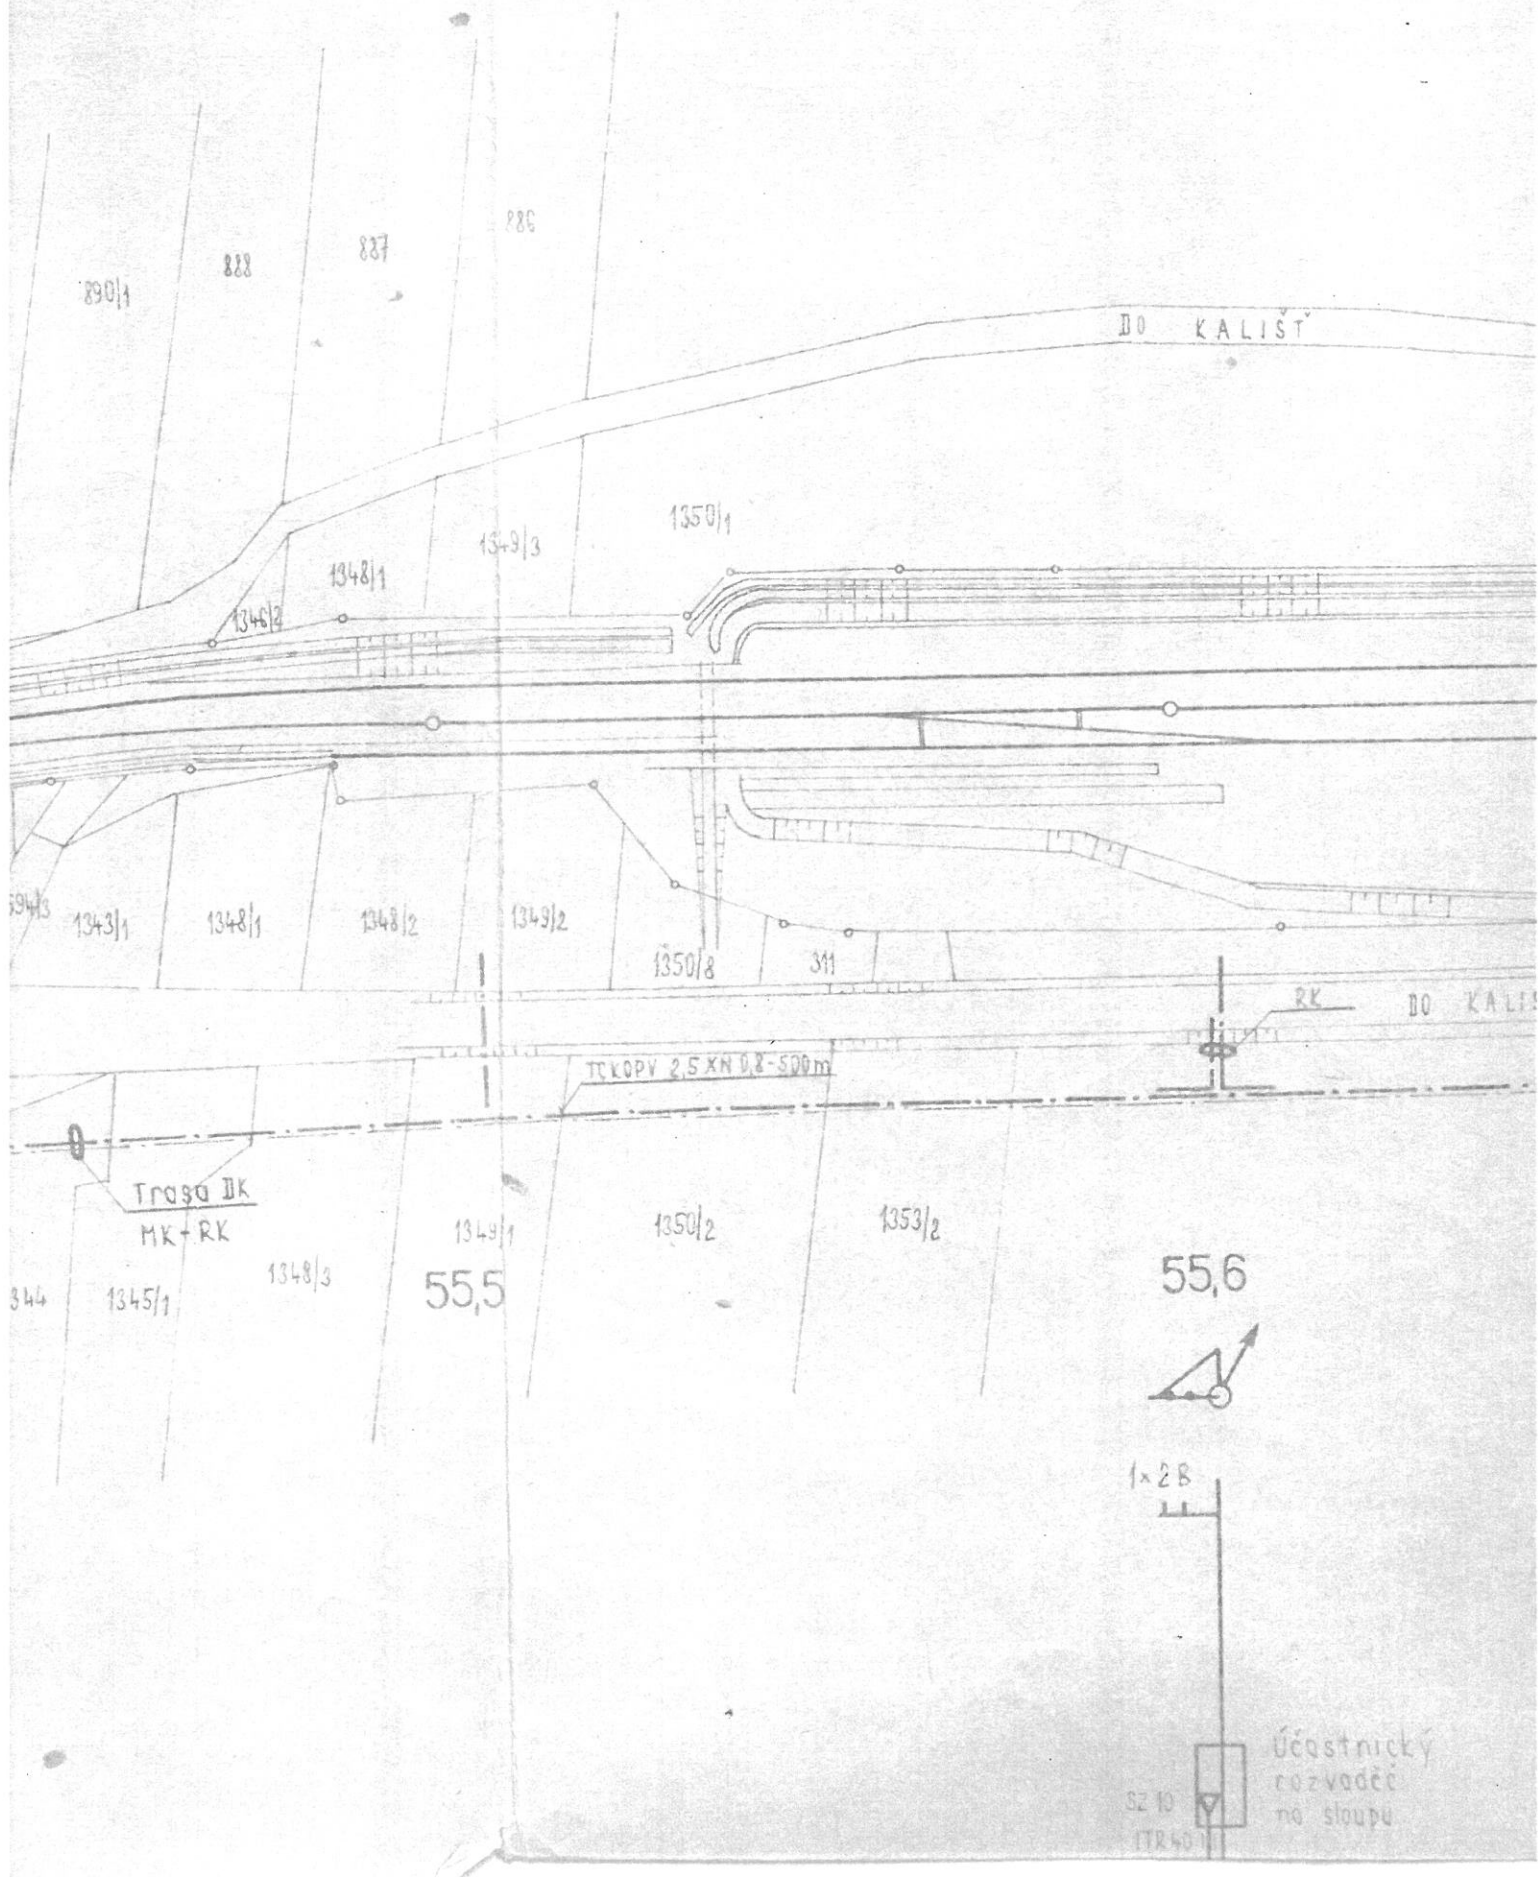 886
887
888
890/1
DO KALIŠŤ
1350/1
1349/3
1348/1
1346/2
1343/1
1348/1
1348/2
1349/2
1350/8
311
RK
DO KALIŠ
TCKOPV 2,5 XN 0,8-500m
Trasa DK
MK-RK
1349/1
1350/2
1353/2
344
1345/1
1348/3
55,5
55,6
1×2 B
Účastnický
rozvaděč
na sloupu
SZ 10